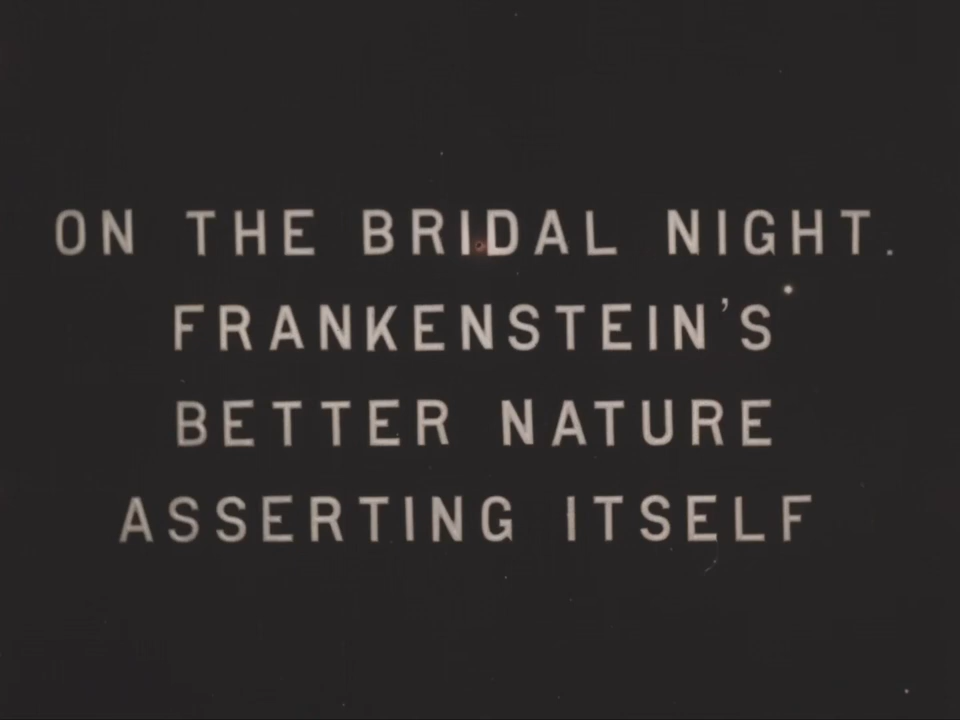 ON THE BRIDAL NIGHT.
FRANKENSTEIN'S
BETTER NATURE
ASSERTING ITSELF